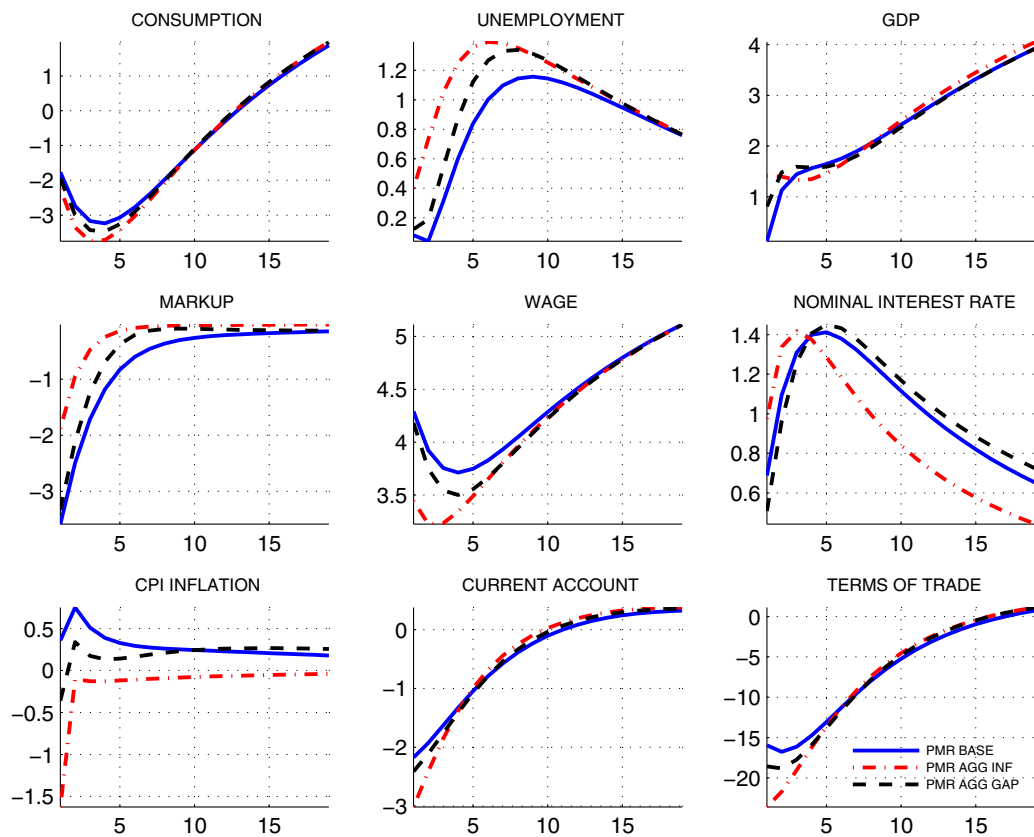 CONSUMPTION
1
0
−1
−2
−3
5 10 15
UNEMPLOYMENT
1.2
1
0.8
0.6
0.4
0.2
5 10 15
GDP
4
3
2
1
5 10 15
MARKUP
−1
−2
−3
5 10 15
WAGE
5
4.5
4
3.5
5 10 15
NOMINAL INTEREST RATE
1.4
1.2
1
0.8
0.6
5 10 15
CPI INFLATION
0.5
0
−0.5
−1
−1.5
5 10 15
CURRENT ACCOUNT
0
−1
−2
−3
5 10 15
TERMS OF TRADE
0
−5
−10
−15
−20
5 10 15
PMR BASE
PMR AGG INF
PMR AGG GAP